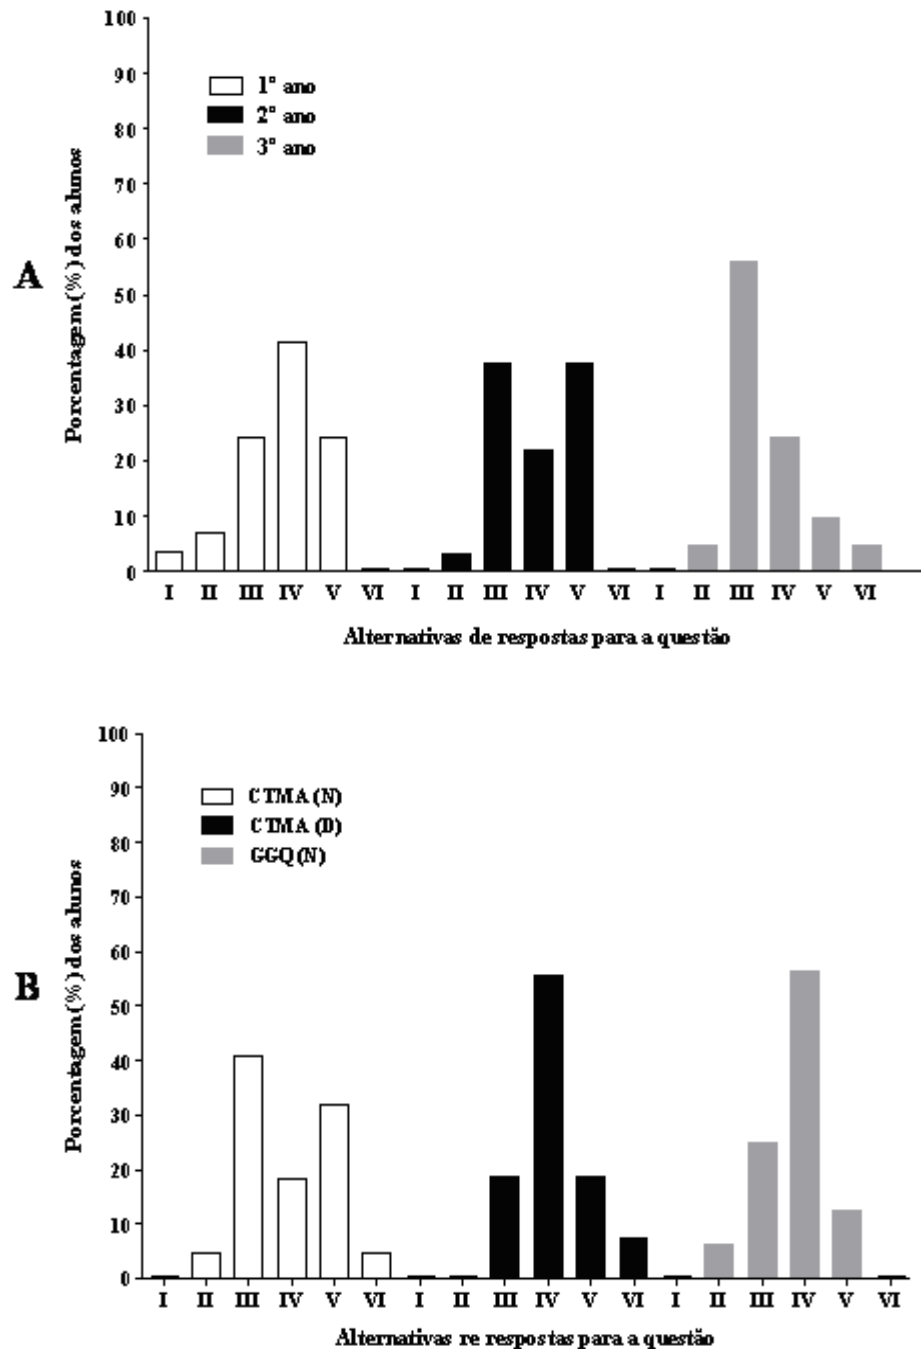 A
Porcentagem (%) dos alunos
100
90
80
70
60
50
40
30
20
10
0
1° ano
2° ano
3° ano
I II III IV V VI I II III IV V VI I II III IV V VI
Alternativas de respostas para a questão
B
Porcentagem (%) dos alunos
100
90
80
70
60
50
40
30
20
10
0
CTMA (N)
CTMA (D)
GGQ (N)
I II III IV V VI I II III IV V VI I II III IV V VI
Alternativas re respostas para a questão